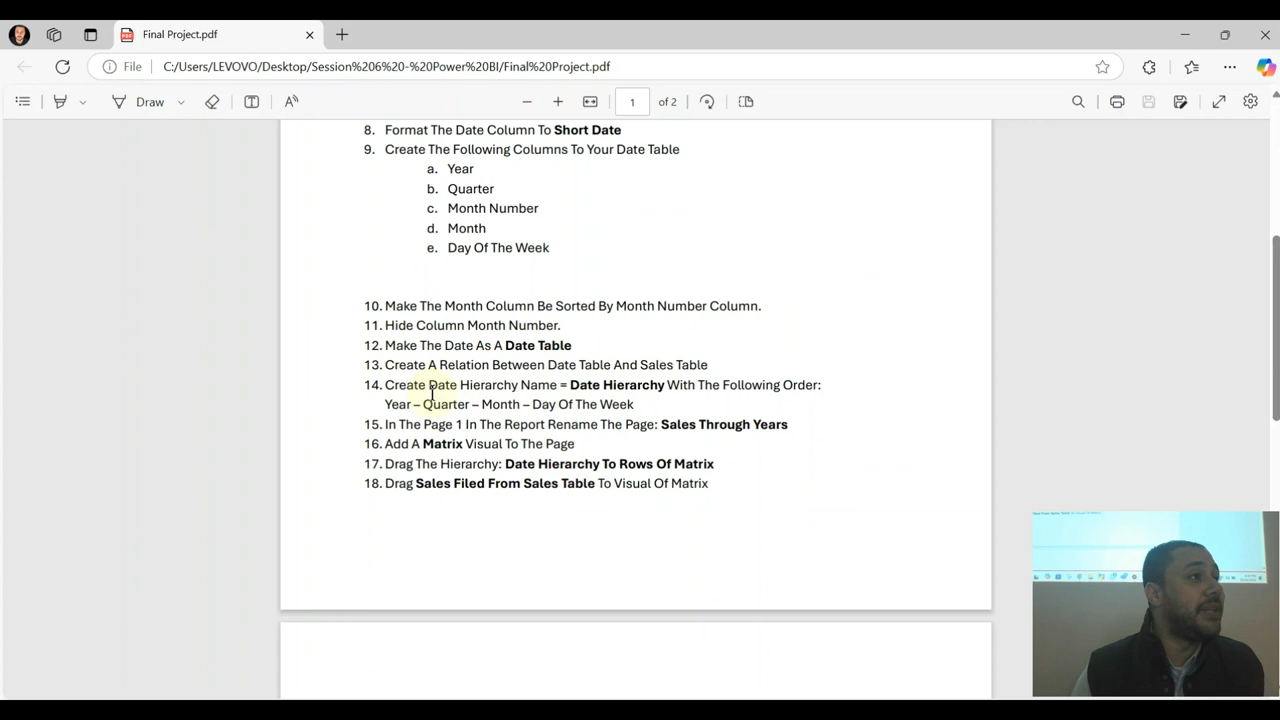 Final Project.pdf
File
C:/Users/LEVOVO/Desktop/Session%206%20-%20Power%20BI/Final%20Project.pdf
Draw
1 of 2
8. Format The Date Column To Short Date
9. Create The Following Columns To Your Date Table
a. Year
b. Quarter
c. Month Number
d. Month
e. Day Of The Week
10. Make The Month Column Be Sorted By Month Number Column.
11. Hide Column Month Number.
12. Make The Date As A Date Table
13. Create A Relation Between Date Table And Sales Table
14. Create Date Hierarchy Name = Date Hierarchy With The Following Order:
Year – Quarter – Month – Day Of The Week
15. In The Page 1 In The Report Rename The Page: Sales Through Years
16. Add A Matrix Visual To The Page
17. Drag The Hierarchy: Date Hierarchy To Rows Of Matrix
18. Drag Sales Filed From Sales Table To Visual Of Matrix